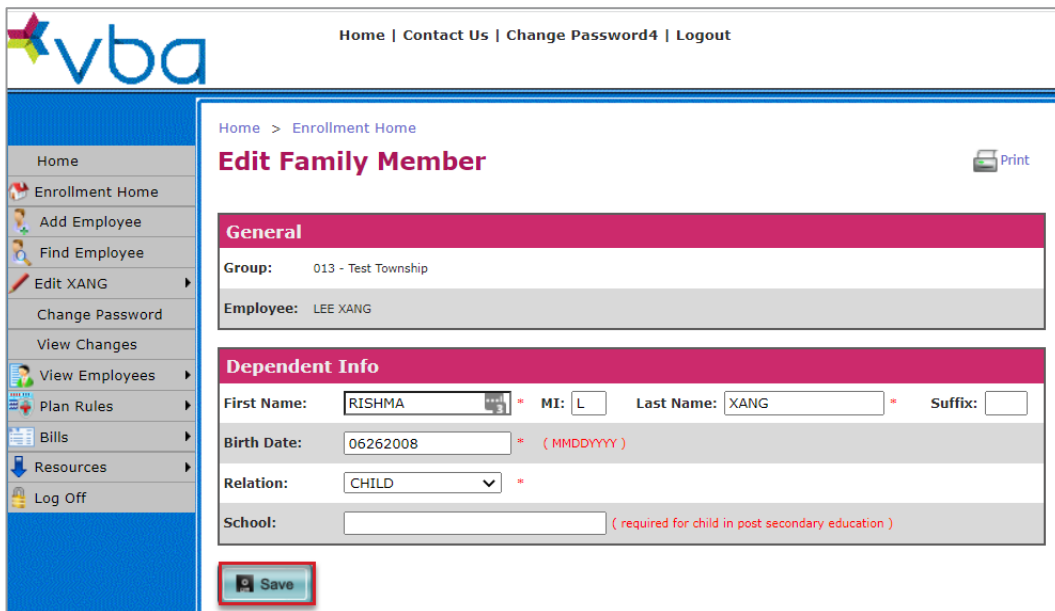 vba
Home | Contact Us | Change Password4 | Logout
Home
Enrollment Home
Add Employee
Find Employee
Edit XANG
Change Password
View Changes
View Employees
Plan Rules
Bills
Resources
Log Off
Home > Enrollment Home
Edit Family Member
Print
General
Group: 013 - Test Township
Employee: LEE XANG
Dependent Info
First Name: RISHMA 3 * MI: L Last Name: XANG * Suffix:
Birth Date: 06262008 * ( MMDDYYYY )
Relation: CHILD *
School: ( required for child in post secondary education )
Save